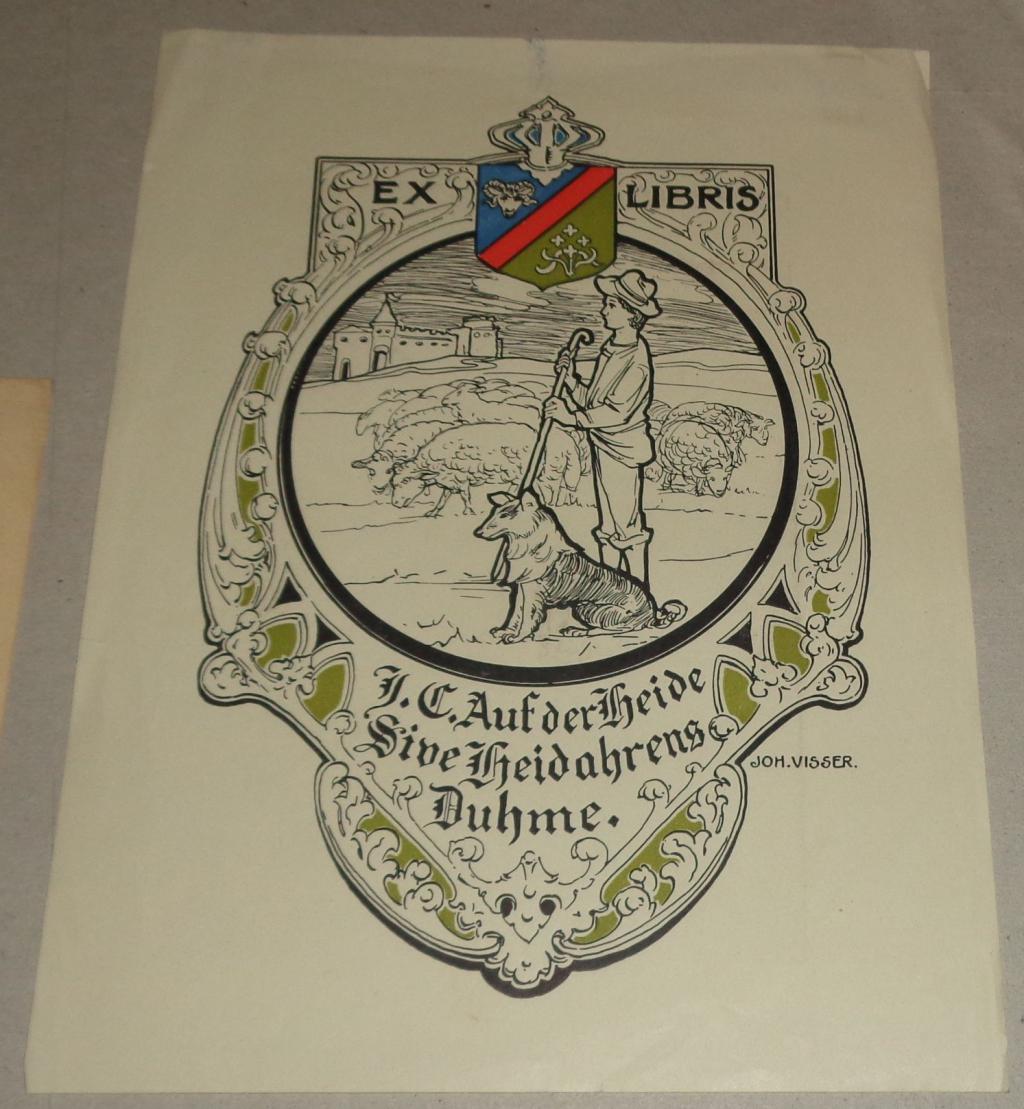 EX LIBRIS
J. C. Auf der Heide
Sive Heidahrens
Duhme.
JOH. VISSER.